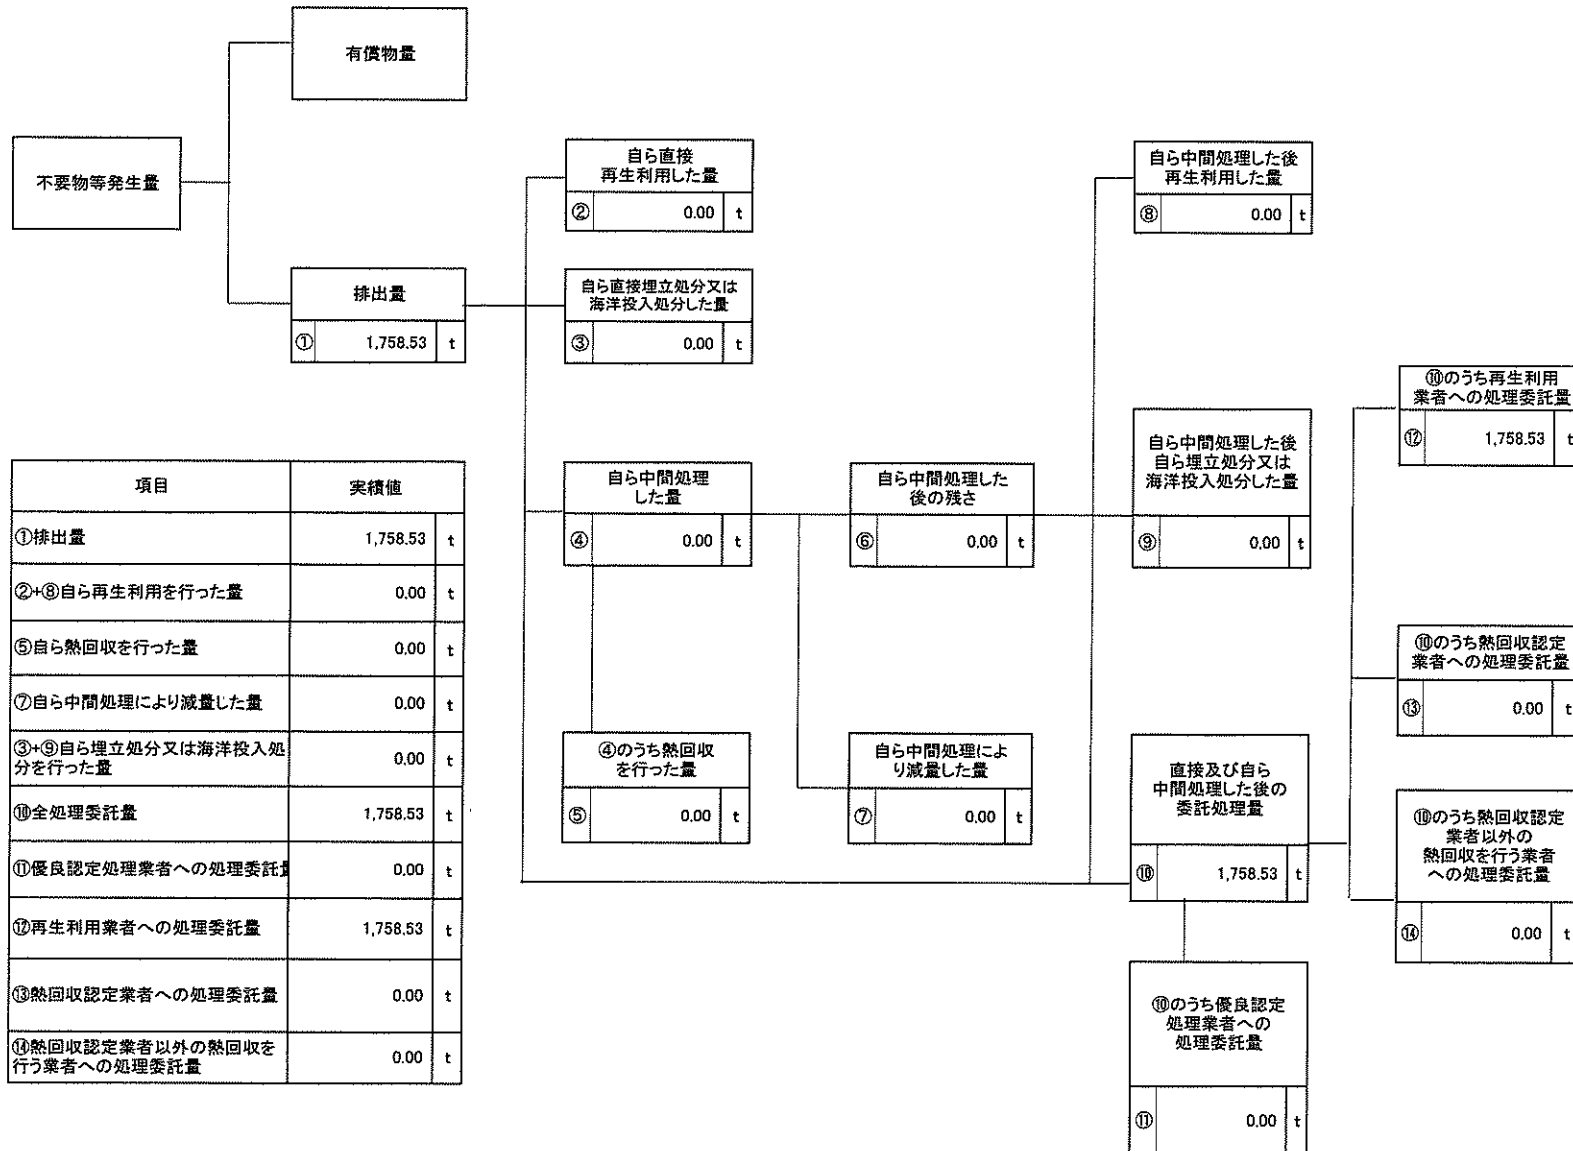 有償物量
不要物等発生量
排出量
① 1,758.53 t
自ら直接
再生利用した量
② 0.00 t
自ら直接埋立処分又は
海洋投入処分した量
③ 0.00 t
自ら中間処理
した量
④ 0.00 t
④のうち熱回収
を行った量
⑤ 0.00 t
自ら中間処理した
後の残さ
⑥ 0.00 t
自ら中間処理によ
り減量した量
⑦ 0.00 t
自ら中間処理した後
再生利用した量
⑧ 0.00 t
自ら中間処理した後
自ら埋立処分又は
海洋投入処分した量
⑨ 0.00 t
直接及び自ら
中間処理した後の
委託処理量
⑩ 1,758.53 t
⑩のうち優良認定
処理業者への
処理委託量
⑪ 0.00 t
⑩のうち再生利用
業者への処理委託量
⑫ 1,758.53 t
⑩のうち熱回収認定
業者への処理委託量
⑬ 0.00 t
⑩のうち熱回収認定
業者以外の
熱回収を行う業者
への処理委託量
⑭ 0.00 t
項目 実績値
①排出量 1,758.53 t
②+⑧自ら再生利用を行った量 0.00 t
⑤自ら熱回収を行った量 0.00 t
⑦自ら中間処理により減量した量 0.00 t
③+⑨自ら埋立処分又は海洋投入処
分を行った量 0.00 t
⑩全処理委託量 1,758.53 t
⑪優良認定処理業者への処理委託量 0.00 t
⑫再生利用業者への処理委託量 1,758.53 t
⑬熱回収認定業者への処理委託量 0.00 t
⑭熱回収認定業者以外の熱回収を
行う業者への処理委託量 0.00 t